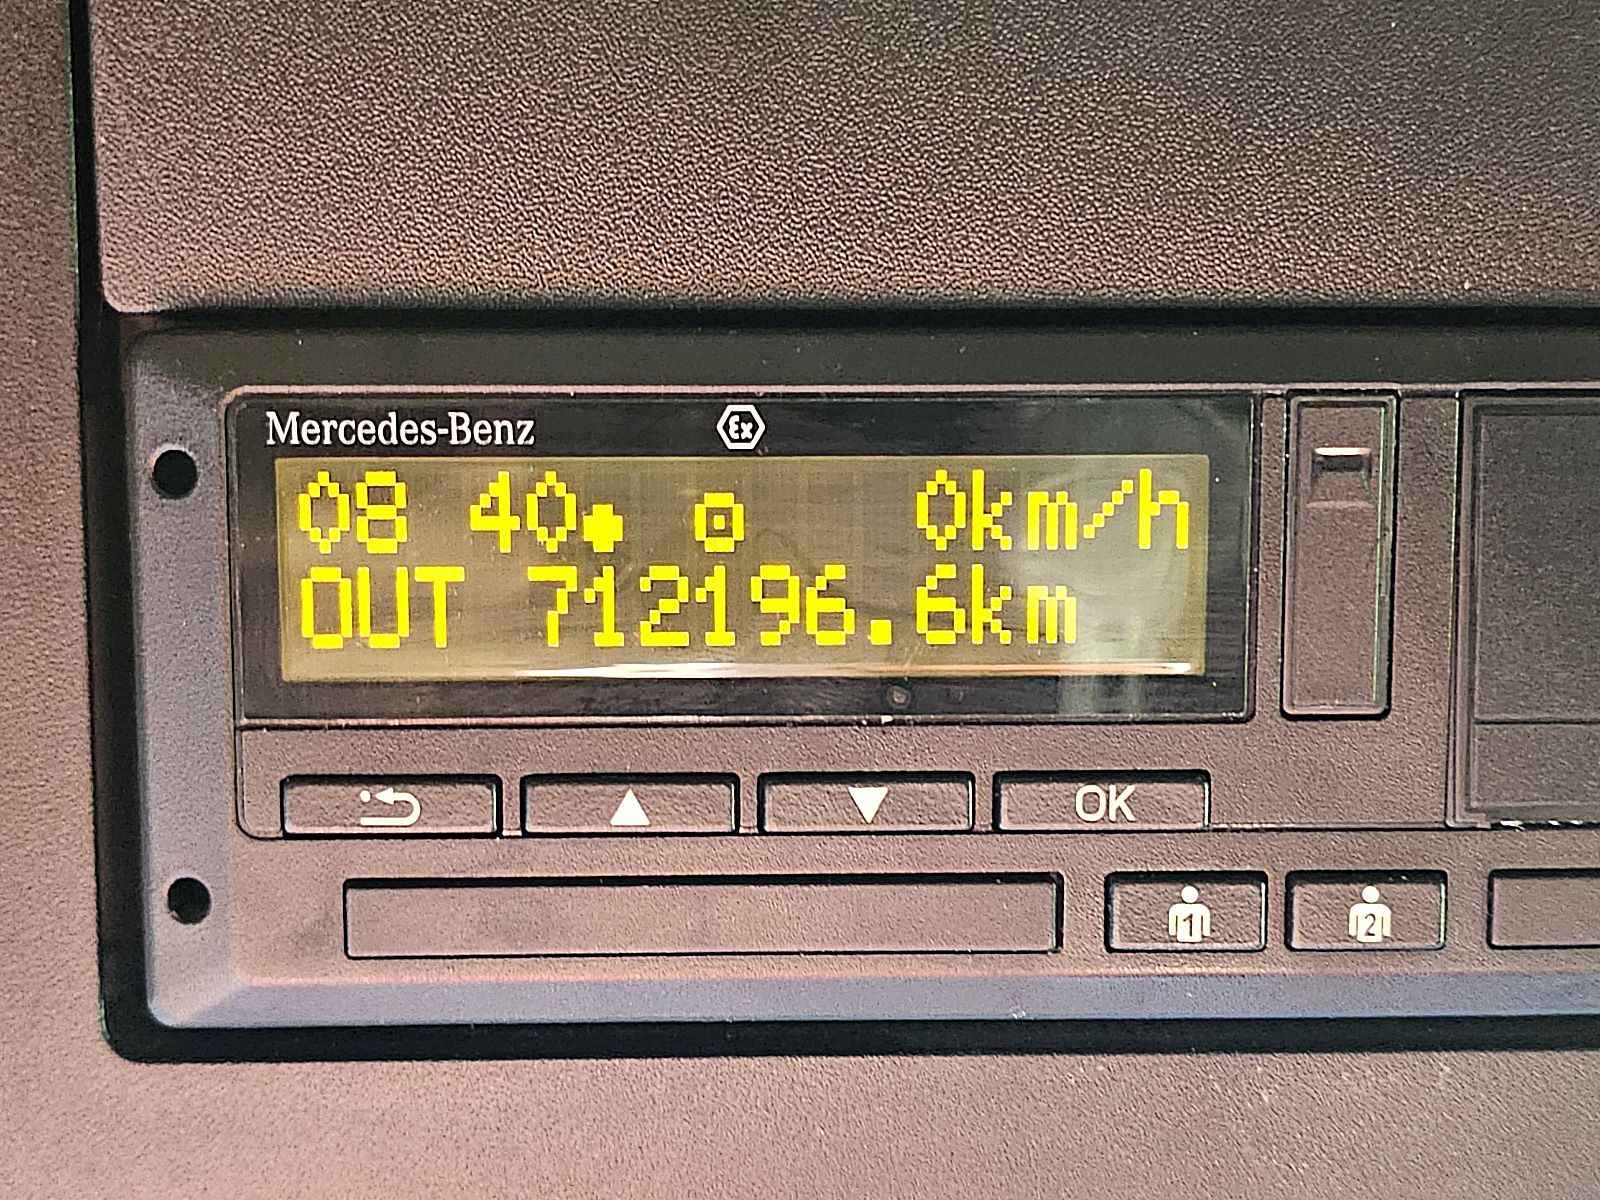 Mercedes-Benz Ex
08 40 0km/h
OUT 712196.6km
OK
1 2